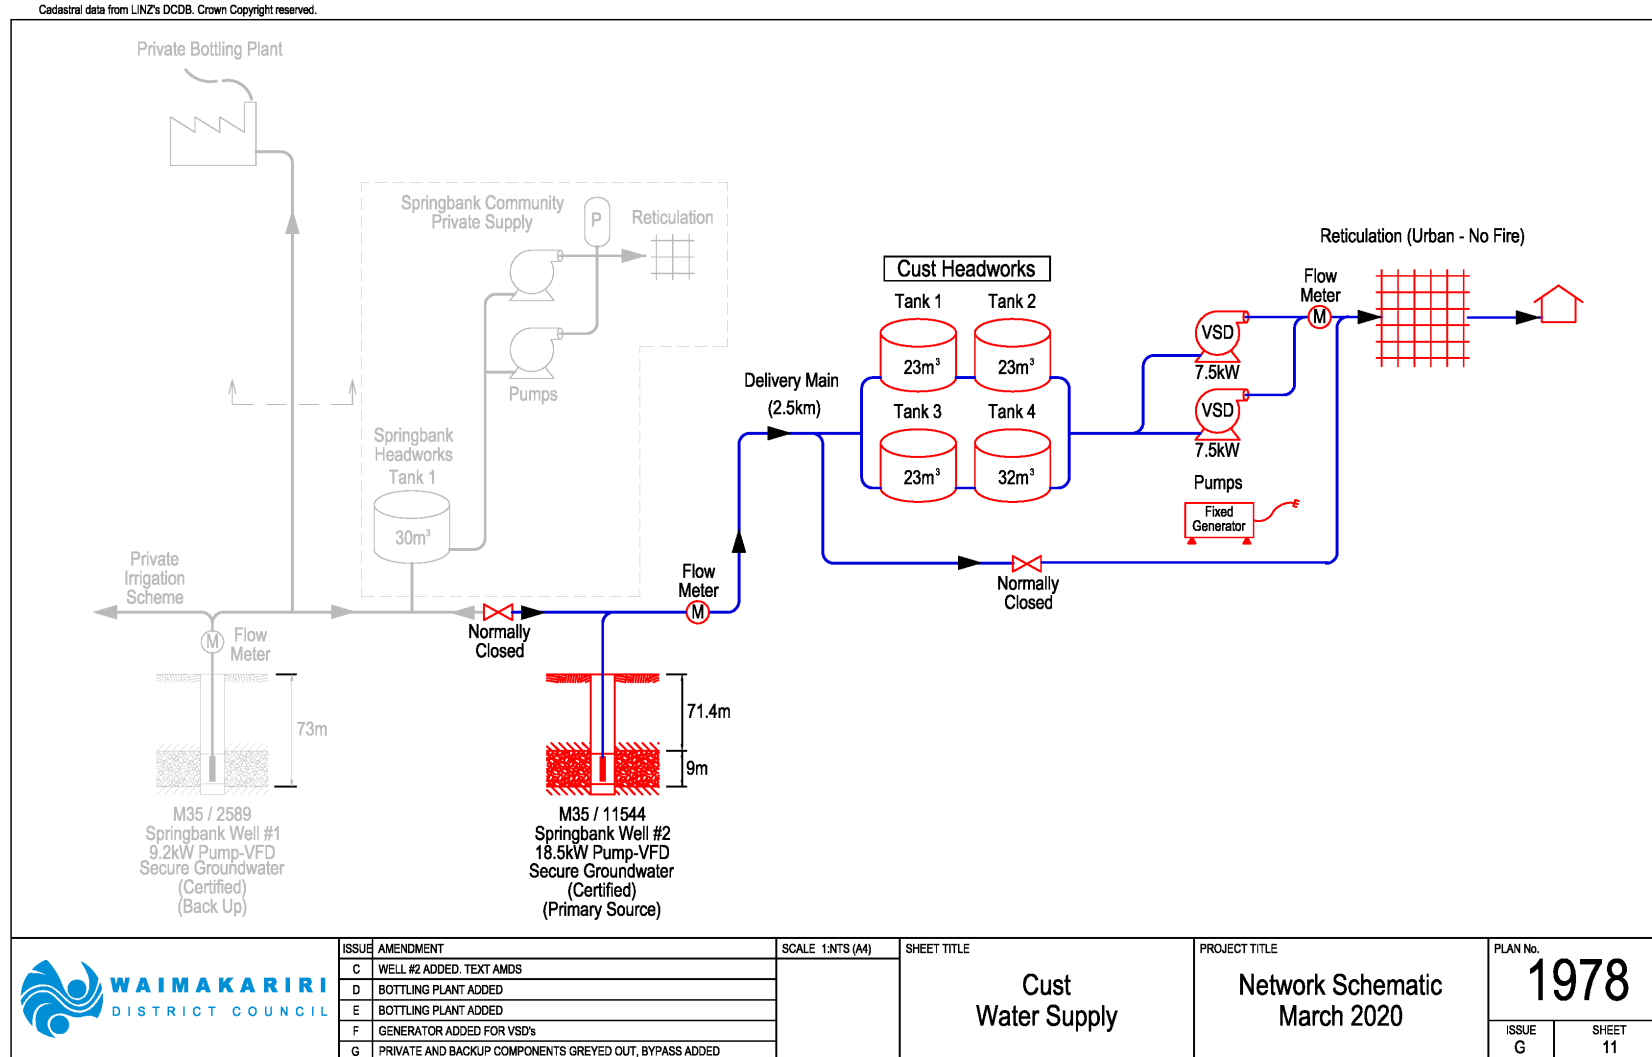 Cadastral data from LINZ's DCDB. Crown Copyright reserved.
Private Bottling Plant
Springbank Community
Private Supply
P
Reticulation
Pumps
Springbank
Headworks
Tank 1
30m³
Private
Irrigation
Scheme
M
Flow
Meter
73m
M35 / 2589
Springbank Well #1
9.2kW Pump-VFD
Secure Groundwater
(Certified)
(Back Up)
Normally
Closed
Flow
Meter
M
71.4m
9m
M35 / 11544
Springbank Well #2
18.5kW Pump-VFD
Secure Groundwater
(Certified)
(Primary Source)
Delivery Main
(2.5km)
Cust Headworks
Tank 1
Tank 2
23m³
23m³
Tank 3
Tank 4
23m³
32m³
Normally
Closed
VSD
7.5kW
VSD
7.5kW
Pumps
Fixed
Generator
Flow
Meter
M
Reticulation (Urban - No Fire)
WAIMAKARIRI
DISTRICT COUNCIL
ISSUE AMENDMENT
C WELL #2 ADDED. TEXT AMDS
D BOTTLING PLANT ADDED
E BOTTLING PLANT ADDED
F GENERATOR ADDED FOR VSD's
G PRIVATE AND BACKUP COMPONENTS GREYED OUT, BYPASS ADDED
SCALE 1:NTS (A4)
SHEET TITLE
Cust
Water Supply
PROJECT TITLE
Network Schematic
March 2020
PLAN No.
1978
ISSUE
G
SHEET
11